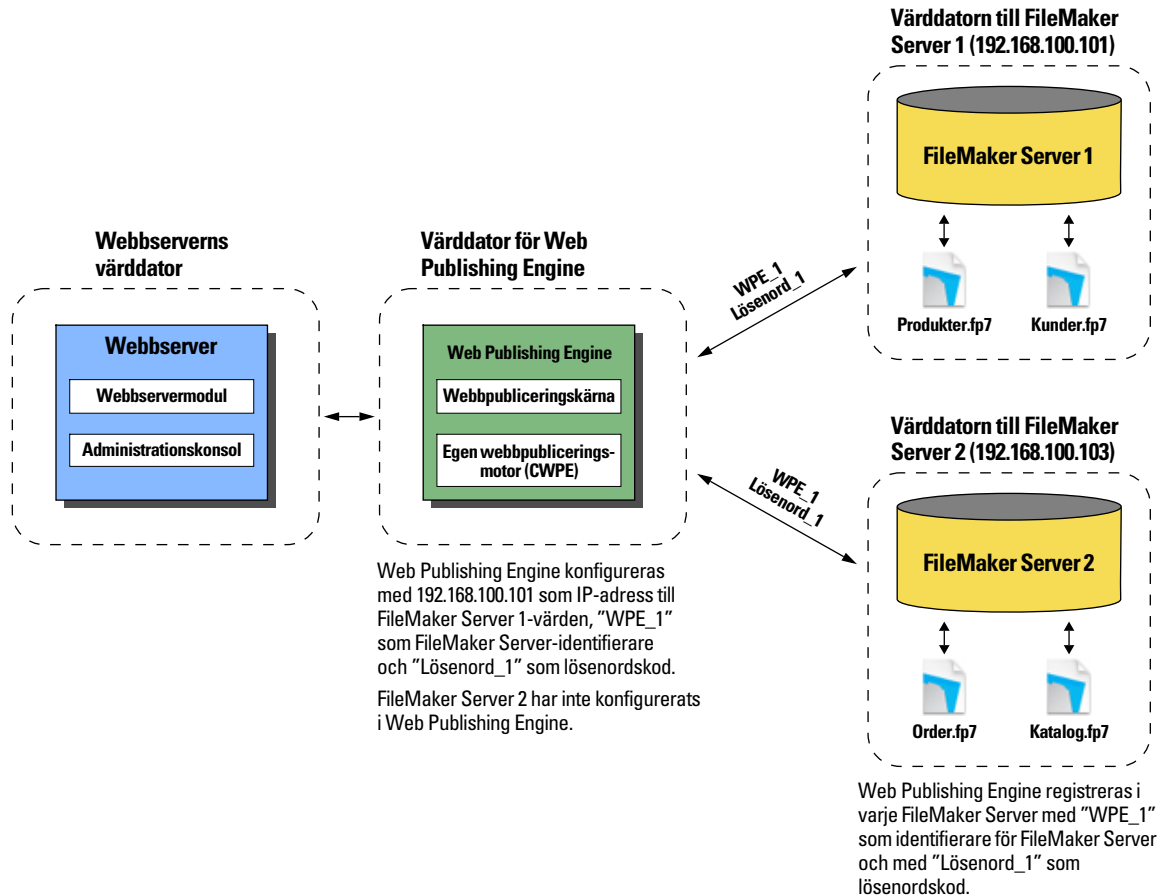 Värddatorn till FileMaker
Server 1 (192.168.100.101)
FileMaker Server 1
Produkter.fp7
Kunder.fp7
Webbserverns
värddator
Webbserver
Webbservermodul
Administrationskonsol
Värddator för Web
Publishing Engine
Web Publishing Engine
Webbpubliceringskärna
Egen webbpublicerings-
motor (CWPE)
WPE_1
Lösenord_1
WPE_1
Lösenord_1
Web Publishing Engine konfigureras
med 192.168.100.101 som IP-adress till
FileMaker Server 1-värden, ”WPE_1”
som FileMaker Server-identifierare
och ”Lösenord_1” som lösenordskod.
FileMaker Server 2 har inte konfigurerats
i Web Publishing Engine.
Värddatorn till FileMaker
Server 2 (192.168.100.103)
FileMaker Server 2
Order.fp7
Katalog.fp7
Web Publishing Engine registreras i
varje FileMaker Server med ”WPE_1”
som identifierare för FileMaker Server
och med ”Lösenord_1” som
lösenordskod.